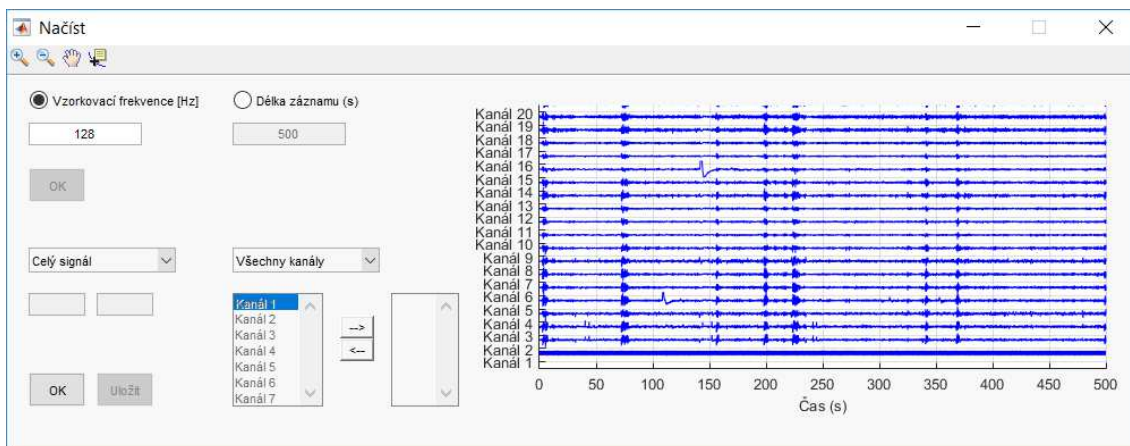 Načíst
Vzorkovací frekvence [Hz]
Délka záznamu (s)
128
500
OK
Celý signál
Všechny kanály
Kanál 1
Kanál 2
Kanál 3
Kanál 4
Kanál 5
Kanál 6
Kanál 7
-->
<--
OK
Uložit
Kanál 20
Kanál 19
Kanál 18
Kanál 17
Kanál 16
Kanál 15
Kanál 14
Kanál 13
Kanál 12
Kanál 11
Kanál 10
Kanál 9
Kanál 8
Kanál 7
Kanál 6
Kanál 5
Kanál 4
Kanál 3
Kanál 2
Kanál 1
0 50 100 150 200 250 300 350 400 450 500
Čas (s)